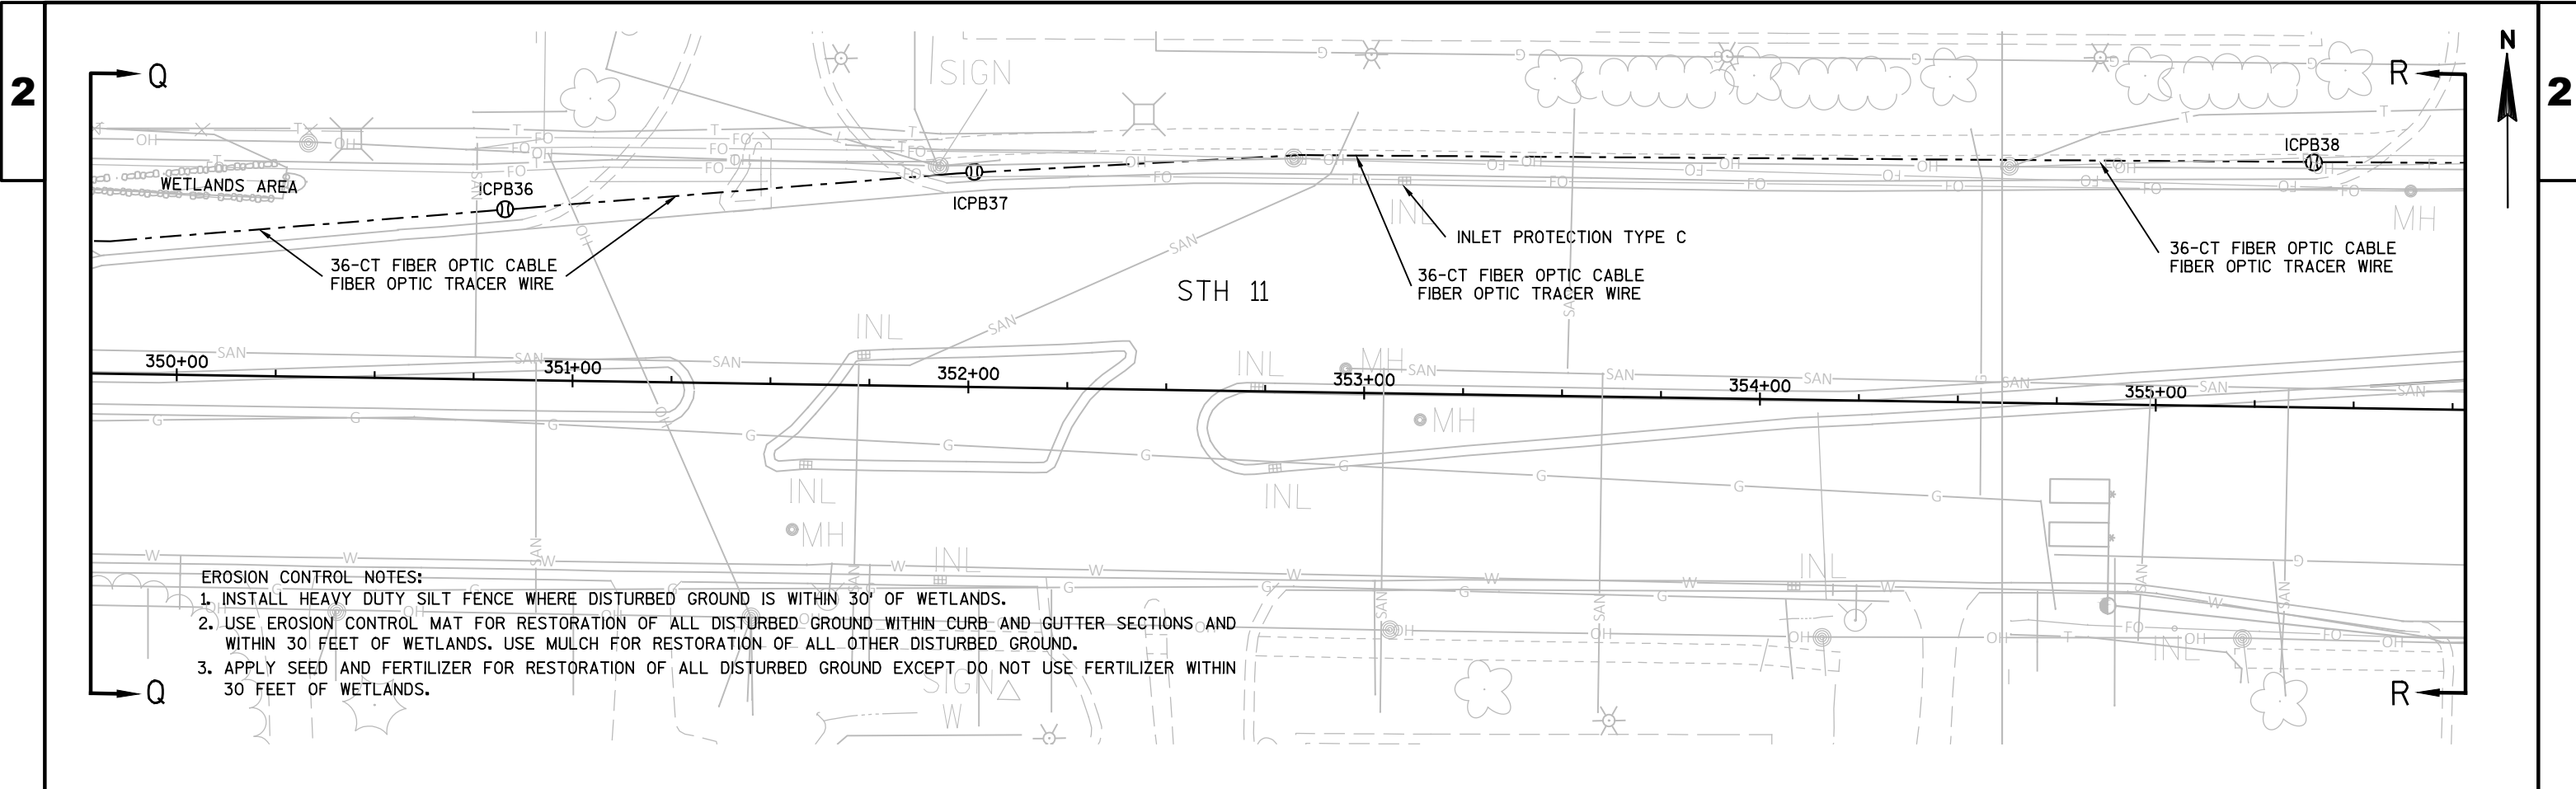 2
2
N
Q
R
SIGN
ICPB38
WETLANDS AREA
ICPB36
ICPB37
INL
MH
INLET PROTECTION TYPE C
36-CT FIBER OPTIC CABLE
FIBER OPTIC TRACER WIRE
36-CT FIBER OPTIC CABLE
FIBER OPTIC TRACER WIRE
36-CT FIBER OPTIC CABLE
FIBER OPTIC TRACER WIRE
STH 11
INL
INL
MH
350+00
351+00
352+00
353+00
354+00
355+00
MH
INL
INL
MH
INL
INL
EROSION CONTROL NOTES:
1. INSTALL HEAVY DUTY SILT FENCE WHERE DISTURBED GROUND IS WITHIN 30' OF WETLANDS.
2. USE EROSION CONTROL MAT FOR RESTORATION OF ALL DISTURBED GROUND WITHIN CURB AND GUTTER SECTIONS AND
WITHIN 30 FEET OF WETLANDS. USE MULCH FOR RESTORATION OF ALL OTHER DISTURBED GROUND.
3. APPLY SEED AND FERTILIZER FOR RESTORATION OF ALL DISTURBED GROUND EXCEPT DO NOT USE FERTILIZER WITHIN
30 FEET OF WETLANDS.
INL
SIGN
W
Q
R